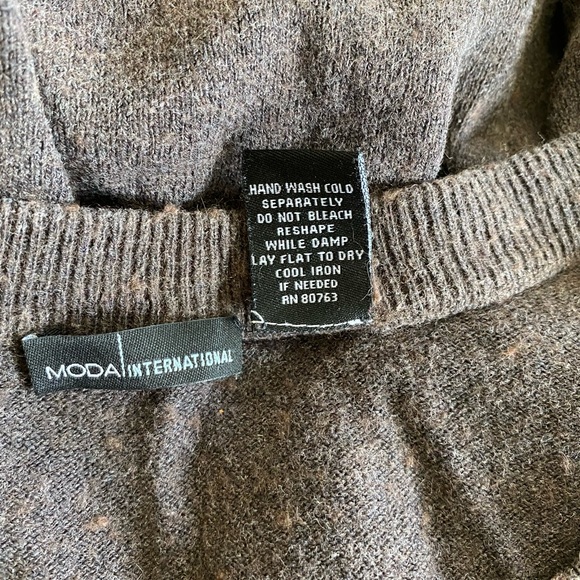 HAND WASH COLD
SEPARATELY
DO NOT BLEACH
RESHAPE
WHILE DAMP
LAY FLAT TO DRY
COOL IRON
IF NEEDED
RN 80763
MODA INTERNATIONAL